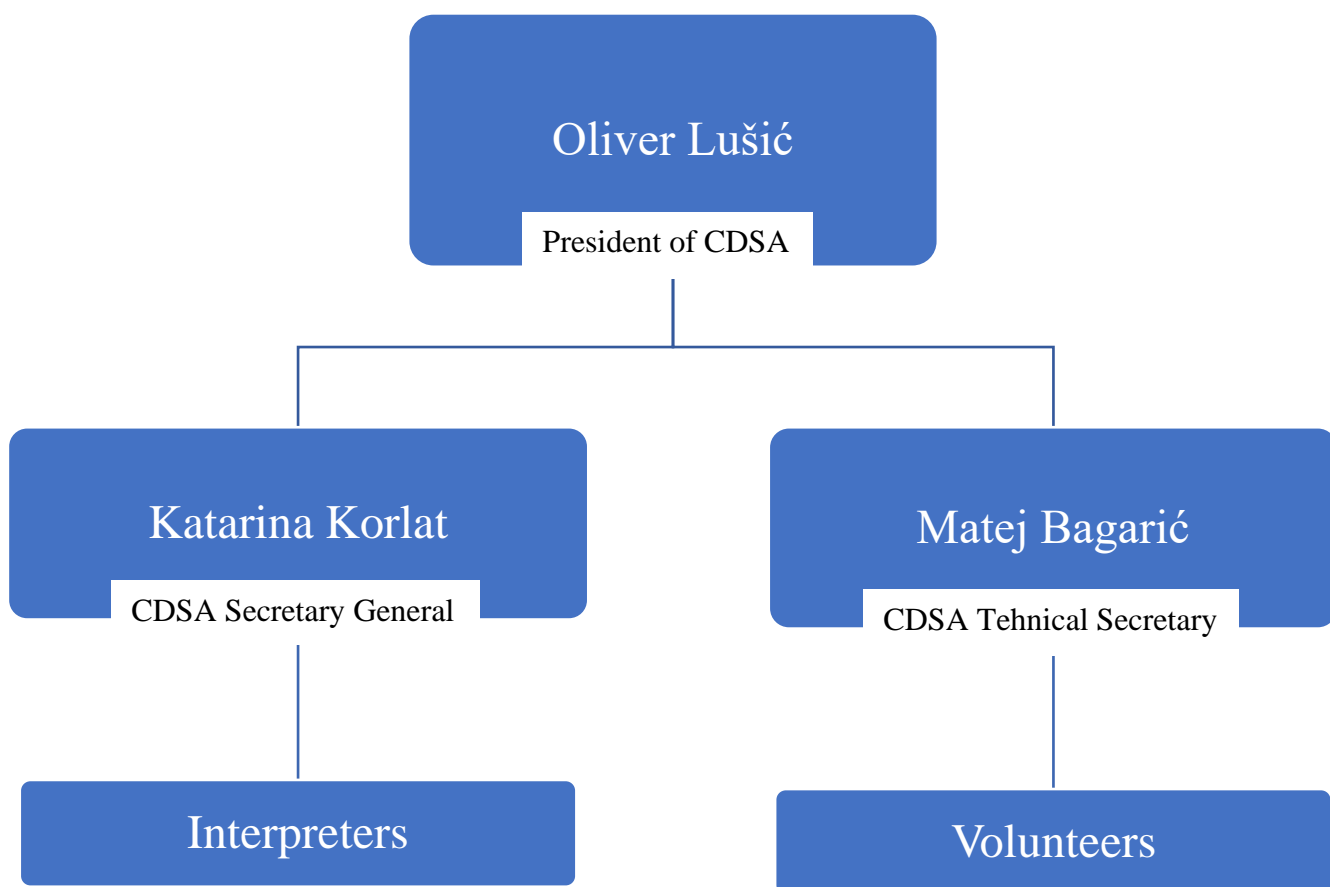 Oliver Lušić
President of CDSA
Katarina Korlat
CDSA Secretary General
Matej Bagarić
CDSA Tehnical Secretary
Interpreters
Volunteers